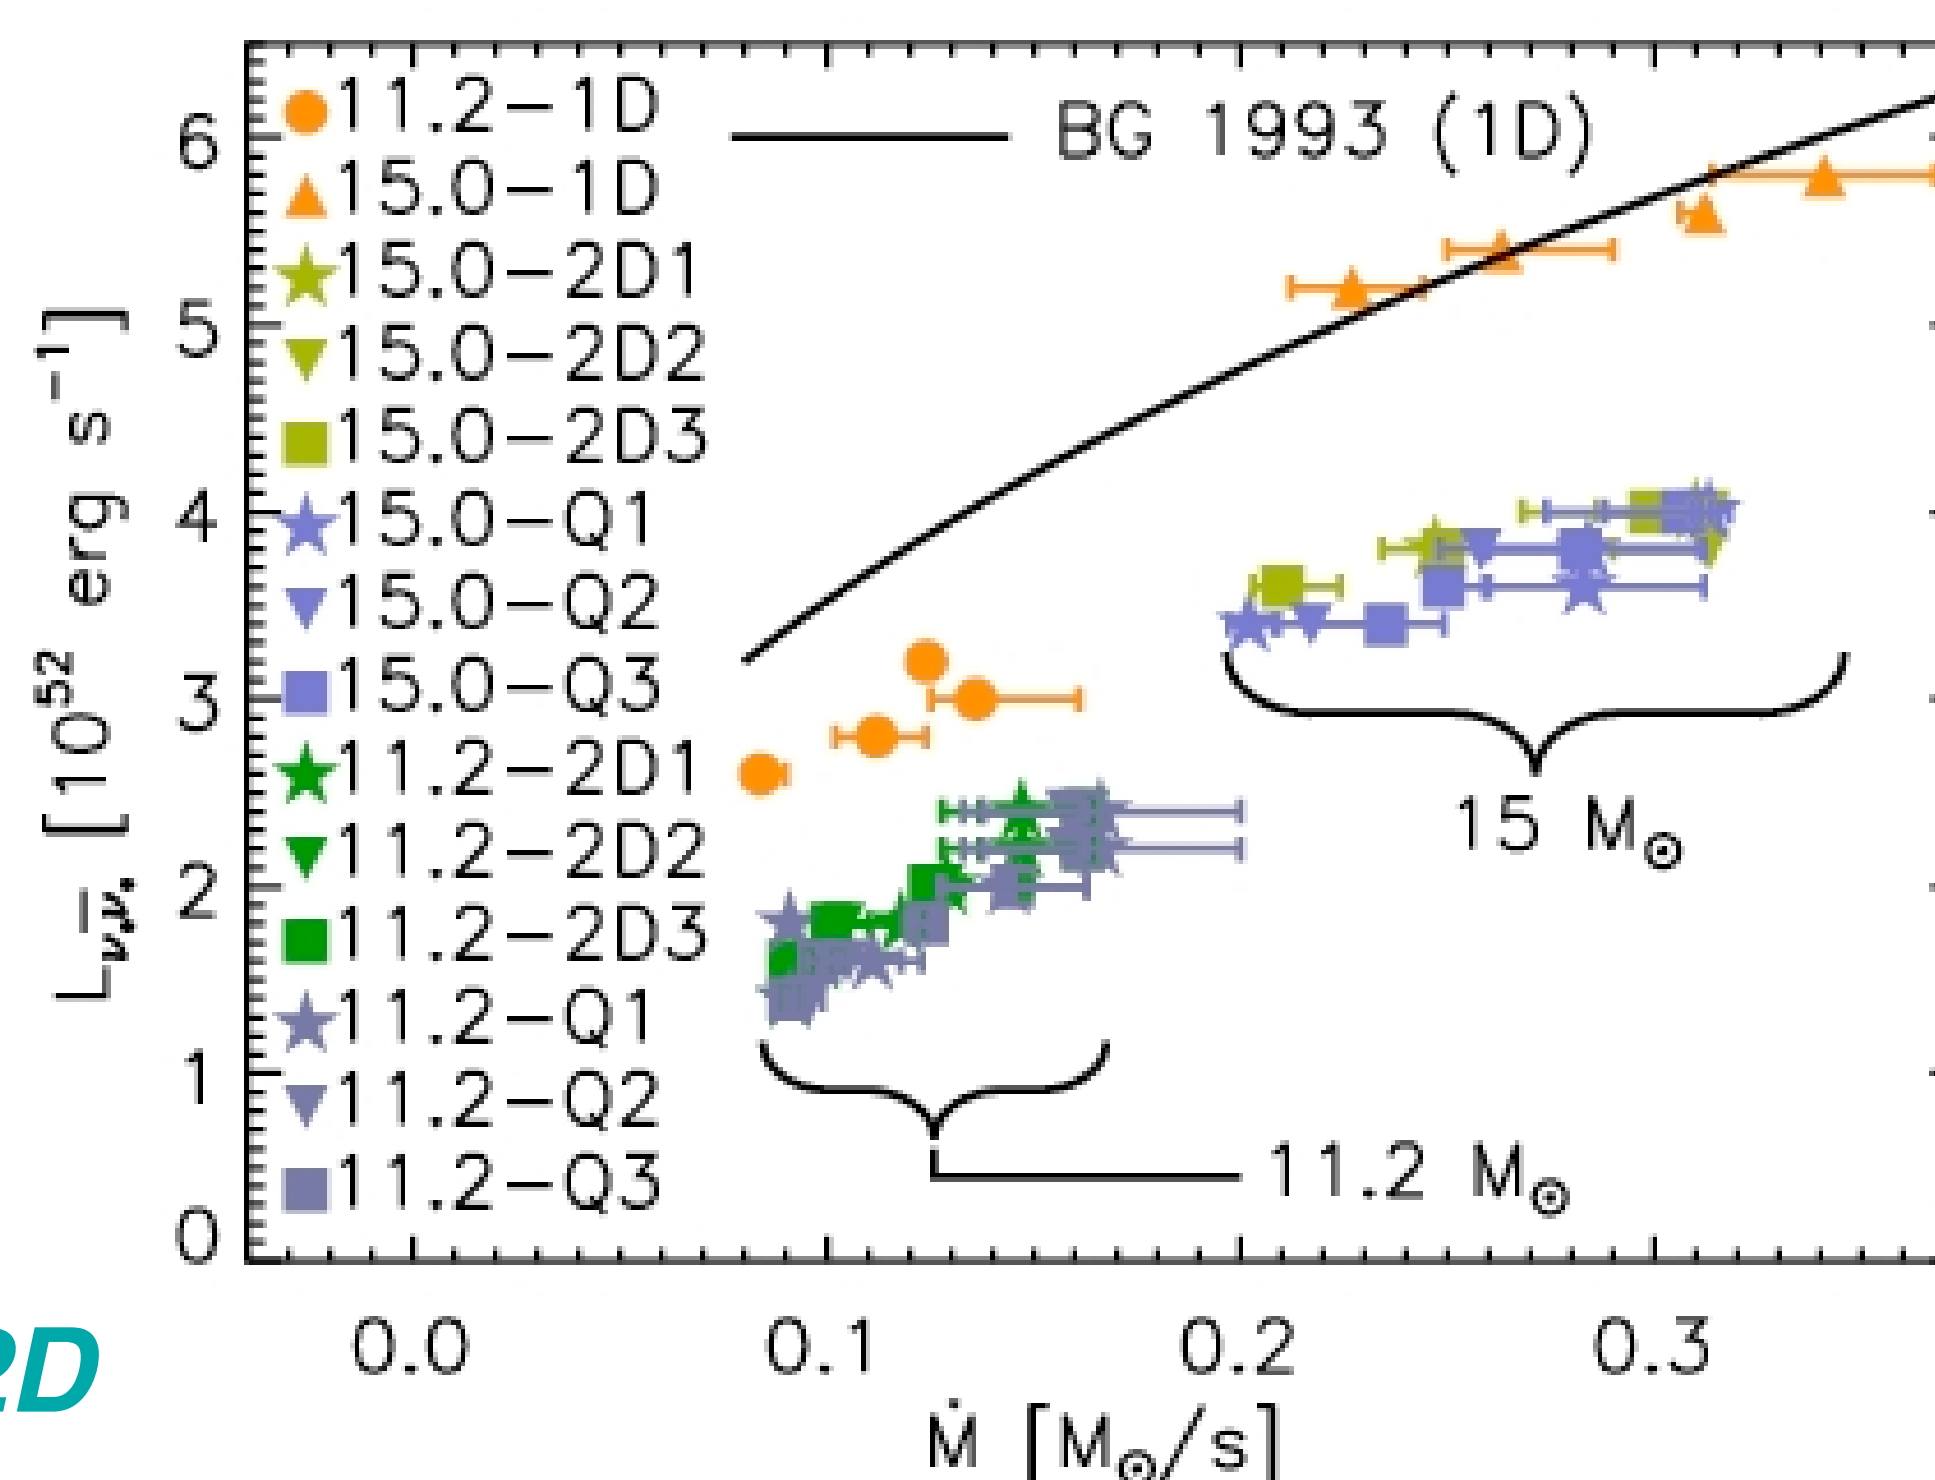 11.2−1D
15.0−1D
15.0−2D1
15.0−2D2
15.0−2D3
15.0−Q1
15.0−Q2
15.0−Q3
11.2−2D1
11.2−2D2
11.2−2D3
11.2−Q1
11.2−Q2
11.2−Q3
BG 1993 (1D)
15 M⊙
11.2 M⊙
6
5
4
3
2
1
0
0.0 0.1 0.2 0.3
Ṁ [M⊙/s]
[10⁵² erg s⁻¹]
2D